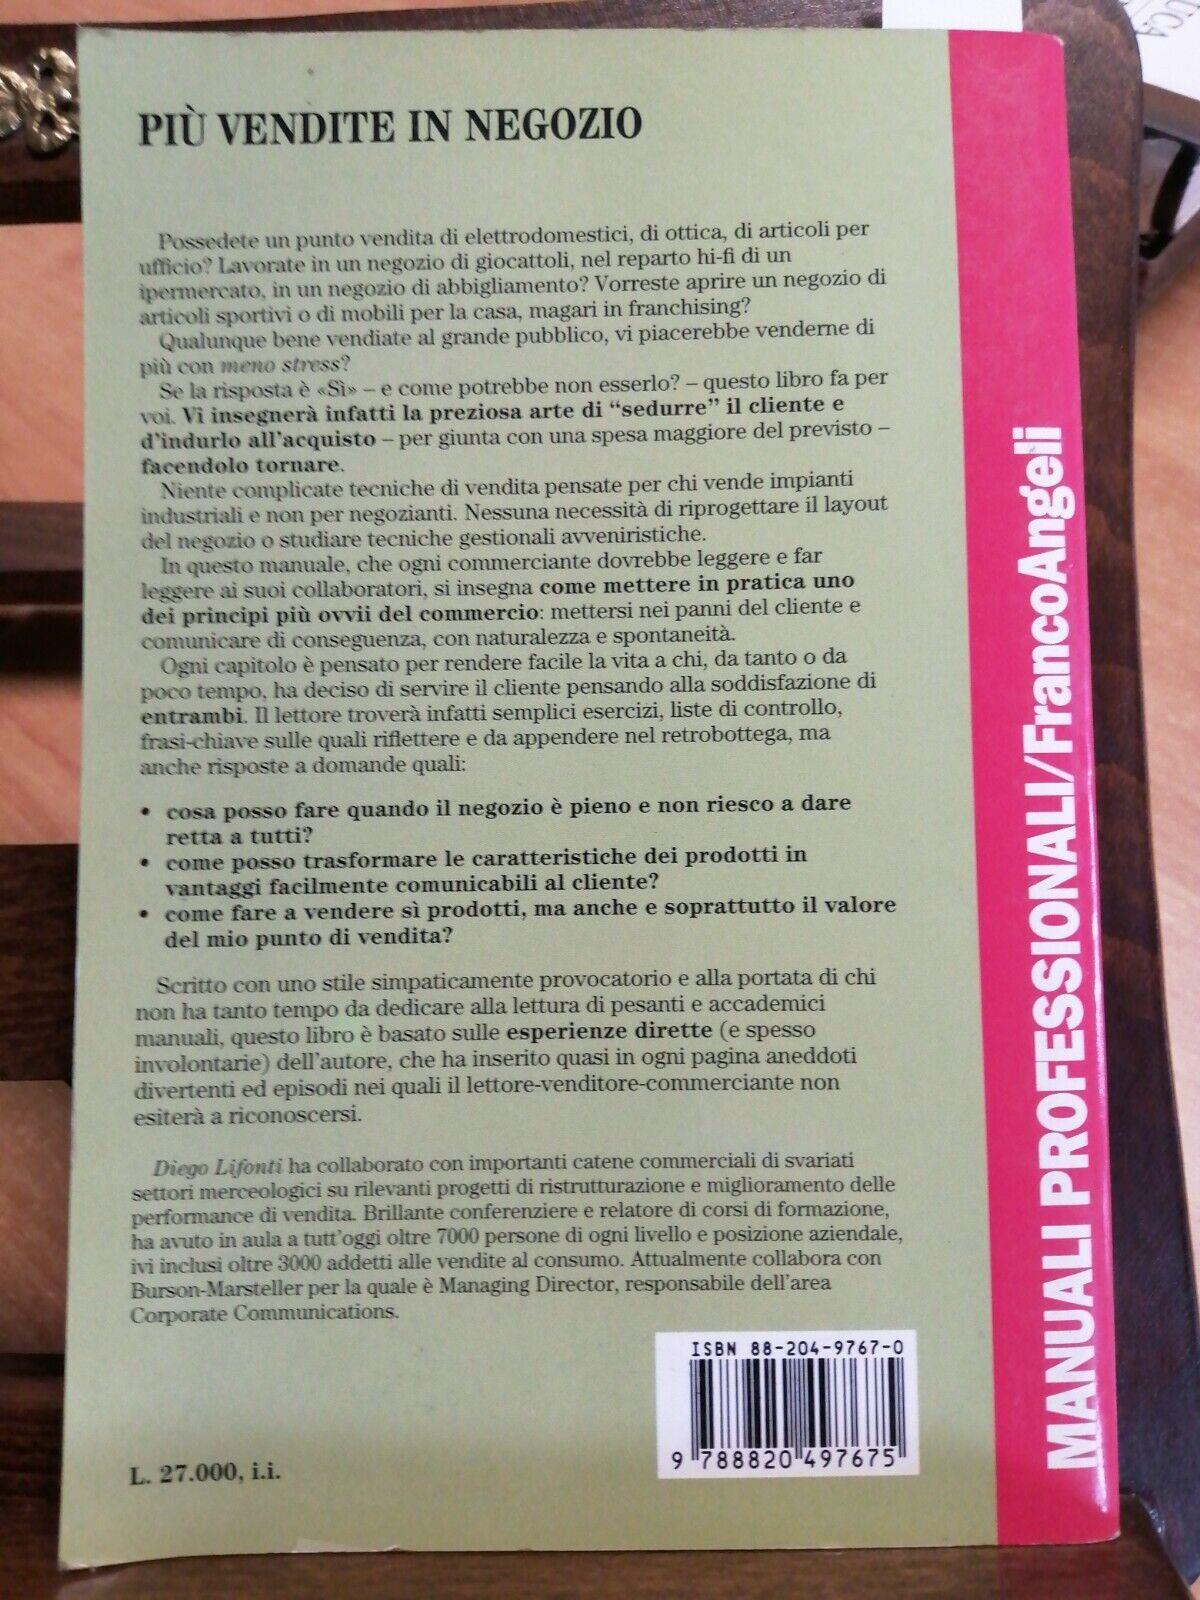 PIÙ VENDITE IN NEGOZIO
Possedete un punto vendita di elettrodomestici, di ottica, di articoli per
ufficio? Lavorate in un negozio di giocattoli, nel reparto hi-fi di un
ipermercato, in un negozio di abbigliamento? Vorreste aprire un negozio di
articoli sportivi o di mobili per la casa, magari in franchising?
Qualunque bene vendiate al grande pubblico, vi piacerebbe venderne di
più con meno stress?
Se la risposta è «Sì» – e come potrebbe non esserlo? – questo libro fa per
voi. Vi insegnerà infatti la preziosa arte di “sedurre” il cliente e
d'indurlo all'acquisto – per giunta con una spesa maggiore del previsto –
facendolo tornare.
Niente complicate tecniche di vendita pensate per chi vende impianti
industriali e non per negozianti. Nessuna necessità di riprogettare il layout
del negozio o studiare tecniche gestionali avveniristiche.
In questo manuale, che ogni commerciante dovrebbe leggere e far
leggere ai suoi collaboratori, si insegna come mettere in pratica uno
dei principi più ovvii del commercio: mettersi nei panni del cliente e
comunicare di conseguenza, con naturalezza e spontaneità.
Ogni capitolo è pensato per rendere facile la vita a chi, da tanto o da
poco tempo, ha deciso di servire il cliente pensando alla soddisfazione di
entrambi. Il lettore troverà infatti semplici esercizi, liste di controllo,
frasi-chiave sulle quali riflettere e da appendere nel retrobottega, ma
anche risposte a domande quali:
• cosa posso fare quando il negozio è pieno e non riesco a dare
retta a tutti?
• come posso trasformare le caratteristiche dei prodotti in
vantaggi facilmente comunicabili al cliente?
• come fare a vendere sì prodotti, ma anche e soprattutto il valore
del mio punto di vendita?
Scritto con uno stile simpaticamente provocatorio e alla portata di chi
non ha tanto tempo da dedicare alla lettura di pesanti e accademici
manuali, questo libro è basato sulle esperienze dirette (e spesso
involontarie) dell'autore, che ha inserito quasi in ogni pagina aneddoti
divertenti ed episodi nei quali il lettore-venditore-commerciante non
esiterà a riconoscersi.
Diego Lifonti ha collaborato con importanti catene commerciali di svariati
settori merceologici su rilevanti progetti di ristrutturazione e miglioramento delle
performance di vendita. Brillante conferenziere e relatore di corsi di formazione,
ha avuto in aula a tutt'oggi oltre 7000 persone di ogni livello e posizione aziendale,
ivi inclusi oltre 3000 addetti alle vendite al consumo. Attualmente collabora con
Burson-Marsteller per la quale è Managing Director, responsabile dell'area
Corporate Communications.
ISBN 88-204-9767-0
9 788820 497675
L. 27.000, i.i.
MANUALI PROFESSIONALI/FrancoAngeli